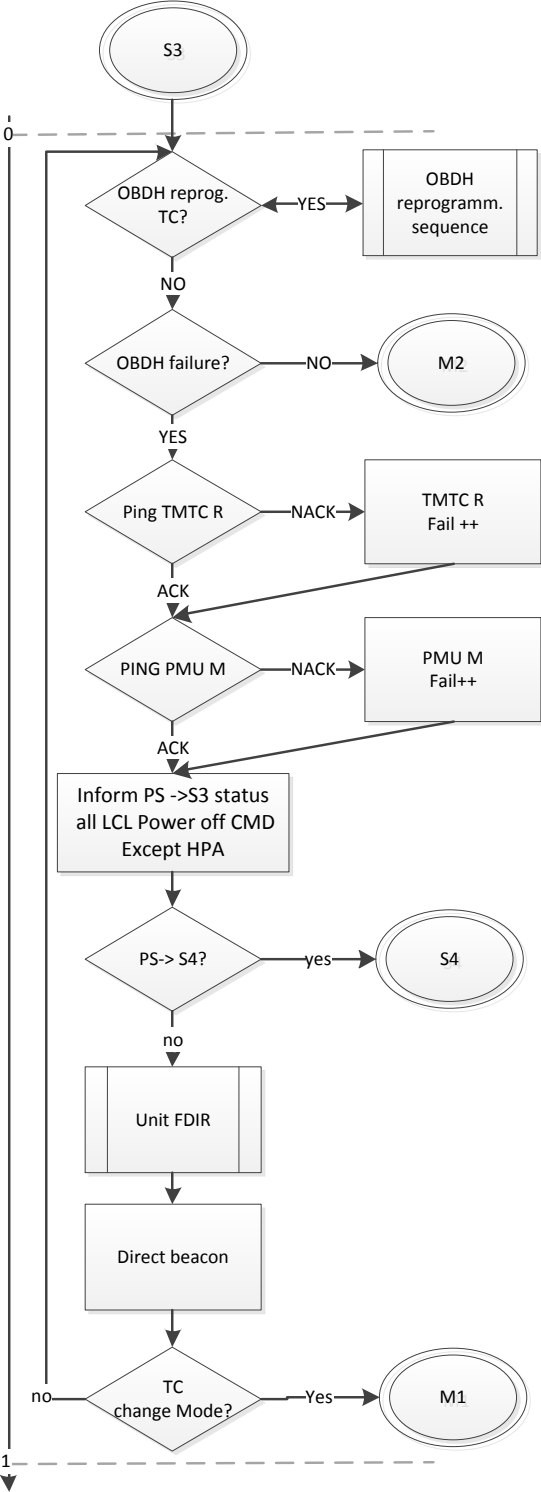 S3
0
OBDH reprog.
TC?
YES
OBDH
reprogramm.
sequence
NO
OBDH failure?
NO
M2
YES
Ping TMTC R
NACK
TMTC R
Fail ++
ACK
PING PMU M
NACK
PMU M
Fail++
ACK
Inform PS ->S3 status
all LCL Power off CMD
Except HPA
PS-> S4?
yes
S4
no
Unit FDIR
Direct beacon
no
TC
change Mode?
Yes
M1
1